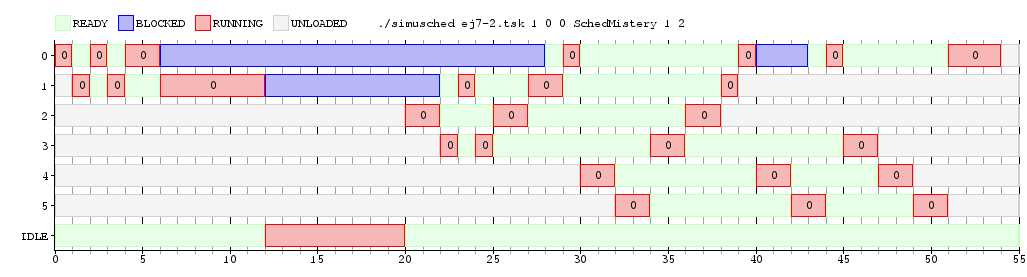 READY BLOCKED RUNNING UNLOADED ./simusched ej7-2.tsk 1 0 0 SchedMistery 1 2
0 0 0 0 0 0 0 0
1 0 0 0 0 0 0
2 0 0 0
3 0 0 0 0
4 0 0 0
5 0 0 0
IDLE
0 5 10 15 20 25 30 35 40 45 50 55